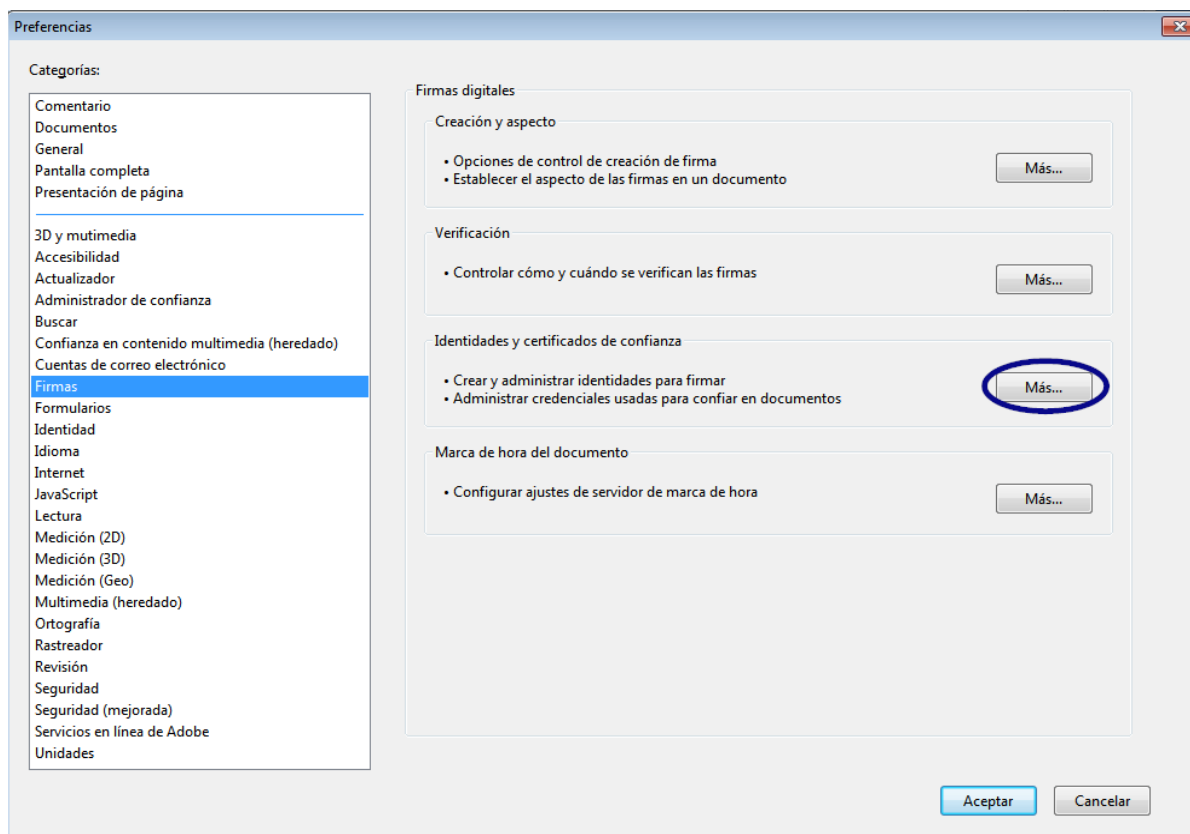 Preferencias
Categorías:
Comentario
Documentos
General
Pantalla completa
Presentación de página
3D y mutimedia
Accesibilidad
Actualizador
Administrador de confianza
Buscar
Confianza en contenido multimedia (heredado)
Cuentas de correo electrónico
Firmas
Formularios
Identidad
Idioma
Internet
JavaScript
Lectura
Medición (2D)
Medición (3D)
Medición (Geo)
Multimedia (heredado)
Ortografía
Rastreador
Revisión
Seguridad
Seguridad (mejorada)
Servicios en línea de Adobe
Unidades
Firmas digitales
Creación y aspecto
• Opciones de control de creación de firma
• Establecer el aspecto de las firmas en un documento
Más...
Verificación
• Controlar cómo y cuándo se verifican las firmas
Más...
Identidades y certificados de confianza
• Crear y administrar identidades para firmar
• Administrar credenciales usadas para confiar en documentos
Más...
Marca de hora del documento
• Configurar ajustes de servidor de marca de hora
Más...
Aceptar
Cancelar